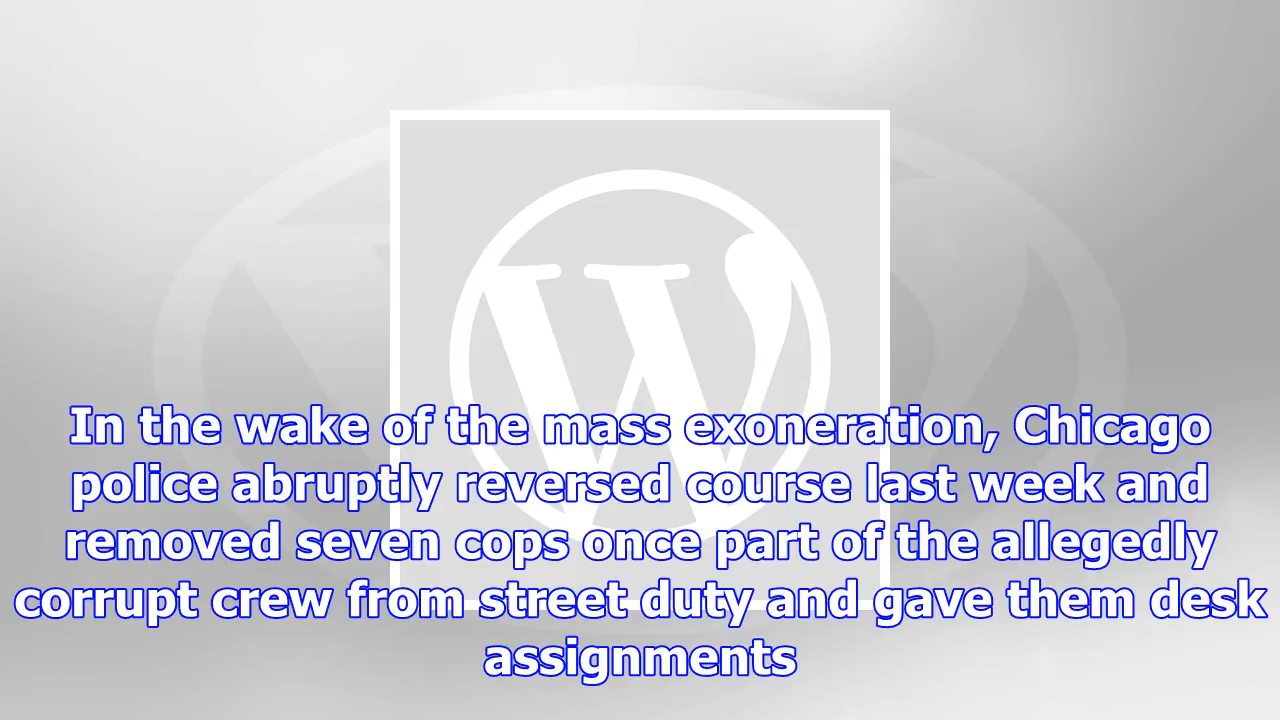 In the wake of the mass exoneration, Chicago
police abruptly reversed course last week and
removed seven cops once part of the allegedly
corrupt crew from street duty and gave them desk
assignments